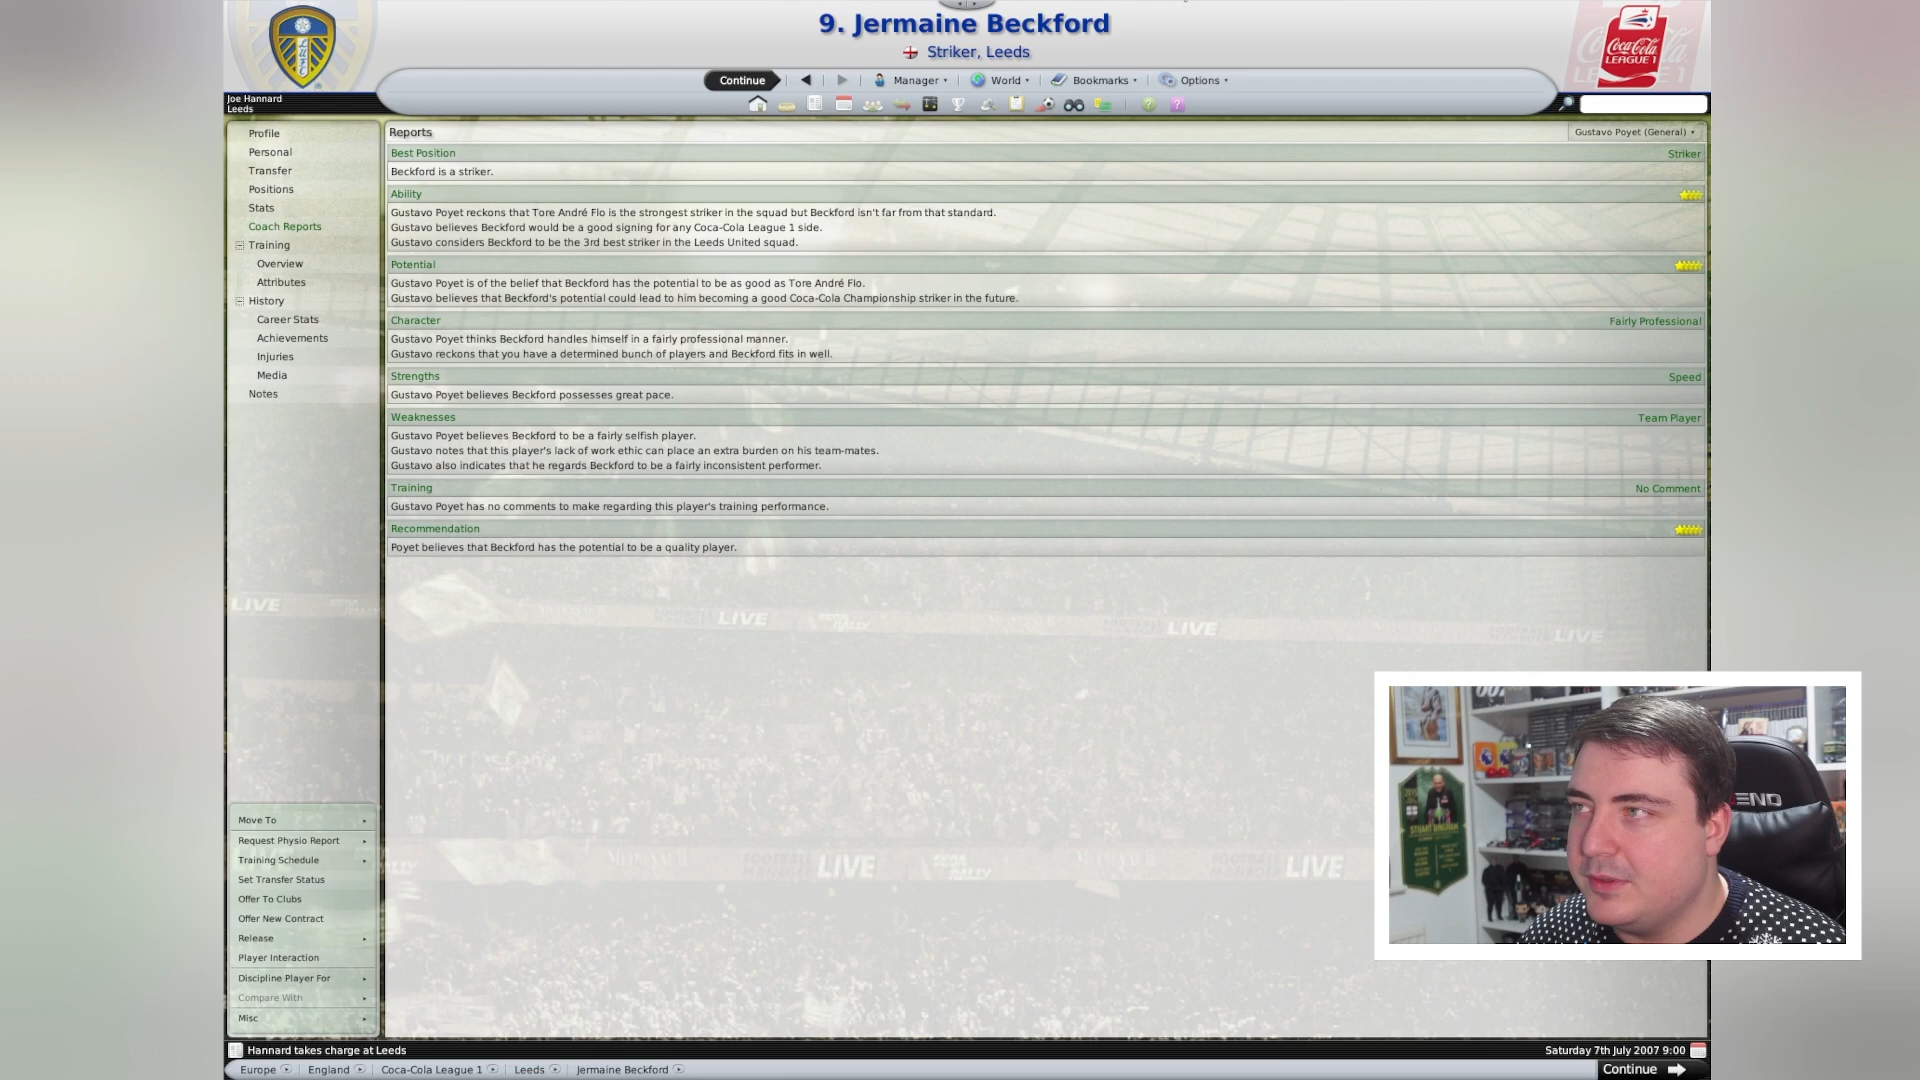 9. Jermaine Beckford
Striker, Leeds
Coca-Cola
LEAGUE 1
Continue
Manager
World
Bookmarks
Options
Joe Hannard
Leeds
Profile
Personal
Transfer
Positions
Stats
Coach Reports
Training
Overview
Attributes
History
Career Stats
Achievements
Injuries
Media
Notes
Reports
Gustavo Poyet (General)
Best Position
Striker
Beckford is a striker.
Ability
Gustavo Poyet reckons that Tore André Flo is the strongest striker in the squad but Beckford isn't far from that standard.
Gustavo believes Beckford would be a good signing for any Coca-Cola League 1 side.
Gustavo considers Beckford to be the 3rd best striker in the Leeds United squad.
Potential
Gustavo Poyet is of the belief that Beckford has the potential to be as good as Tore André Flo.
Gustavo believes that Beckford's potential could lead to him becoming a good Coca-Cola Championship striker in the future.
Character
Fairly Professional
Gustavo Poyet thinks Beckford handles himself in a fairly professional manner.
Gustavo reckons that you have a determined bunch of players and Beckford fits in well.
Strengths
Speed
Gustavo Poyet believes Beckford possesses great pace.
Weaknesses
Team Player
Gustavo Poyet believes Beckford to be a fairly selfish player.
Gustavo notes that this player's lack of work ethic can place an extra burden on his team-mates.
Gustavo also indicates that he regards Beckford to be a fairly inconsistent performer.
Training
No Comment
Gustavo Poyet has no comments to make regarding this player's training performance.
Recommendation
Poyet believes that Beckford has the potential to be a quality player.
LIVE
LIVE
LIVE
LIVE
LIVE
LIVE
Move To
Request Physio Report
Training Schedule
Set Transfer Status
Offer To Clubs
Offer New Contract
Release
Player Interaction
Discipline Player For
Compare With
Misc
STUART BINGHAM
END
Hannard takes charge at Leeds
Saturday 7th July 2007 9:00
Europe
England
Coca-Cola League 1
Leeds
Jermaine Beckford
Continue